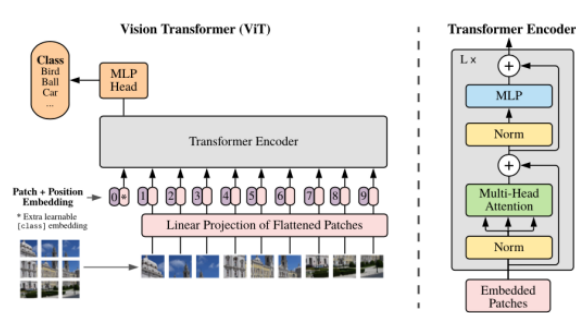 Vision Transformer (ViT)
Class
Bird
Ball
Car
...
MLP
Head
Transformer Encoder
Patch + Position
Embedding
0 * 1 2 3 4 5 6 7 8 9
* Extra learnable
[class] embedding
Linear Projection of Flattened Patches
Transformer Encoder
L x
+
MLP
Norm
+
Multi-Head
Attention
Norm
Embedded
Patches